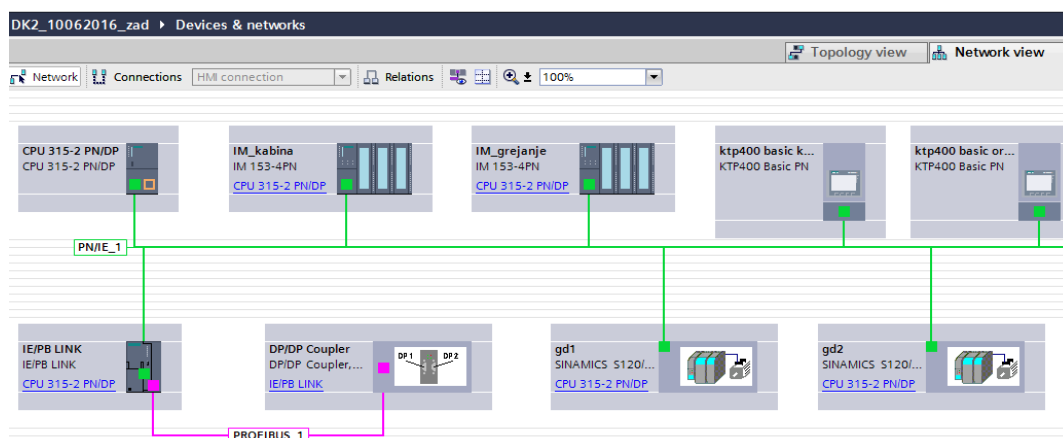 DK2_10062016_zad ▸ Devices & networks
Topology view Network view
Network Connections HMI connection Relations 100%
CPU 315-2 PN/DP
CPU 315-2 PN/DP
IM_kabina
IM 153-4PN
CPU 315-2 PN/DP
IM_grejanje
IM 153-4PN
CPU 315-2 PN/DP
ktp400 basic k...
KTP400 Basic PN
ktp400 basic or...
KTP400 Basic PN
PN/IE_1
IE/PB LINK
IE/PB LINK
CPU 315-2 PN/DP
DP/DP Coupler
DP/DP Coupler,...
IE/PB LINK
DP1 DP2
gd1
SINAMICS S120/...
CPU 315-2 PN/DP
gd2
SINAMICS S120/...
CPU 315-2 PN/DP
PROFIBUS_1